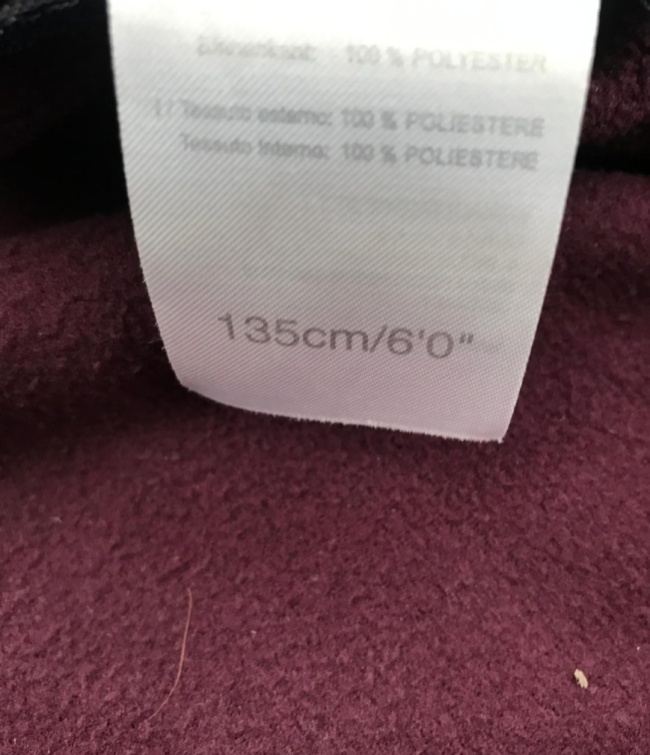 100 % POLYESTER
I / Tessuto esterno: 100 % POLIESTERE
Tessuto interno: 100 % POLIESTERE
135cm/6'0"